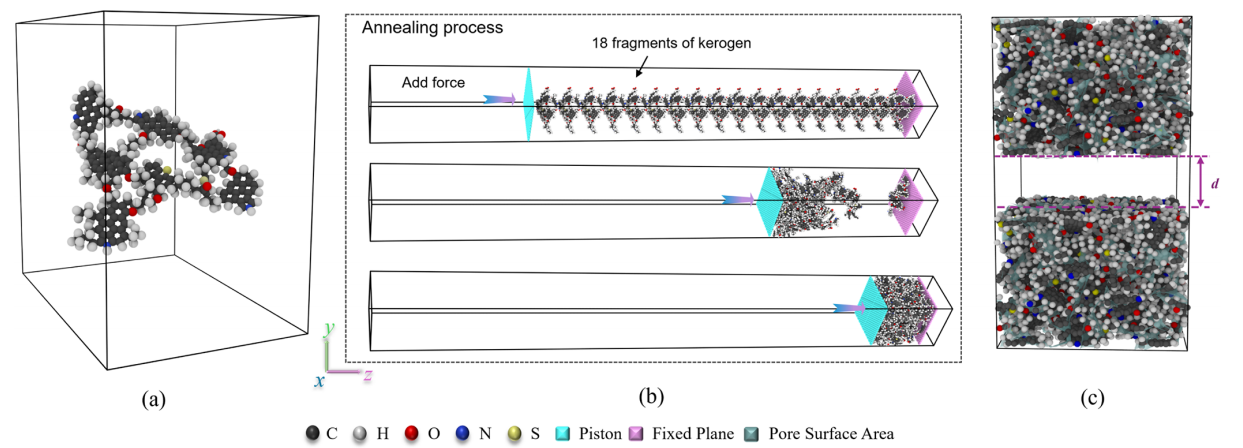 Annealing process
18 fragments of kerogen
Add force
d
y
x
z
(a)
(b)
(c)
C H O N S Piston Fixed Plane Pore Surface Area